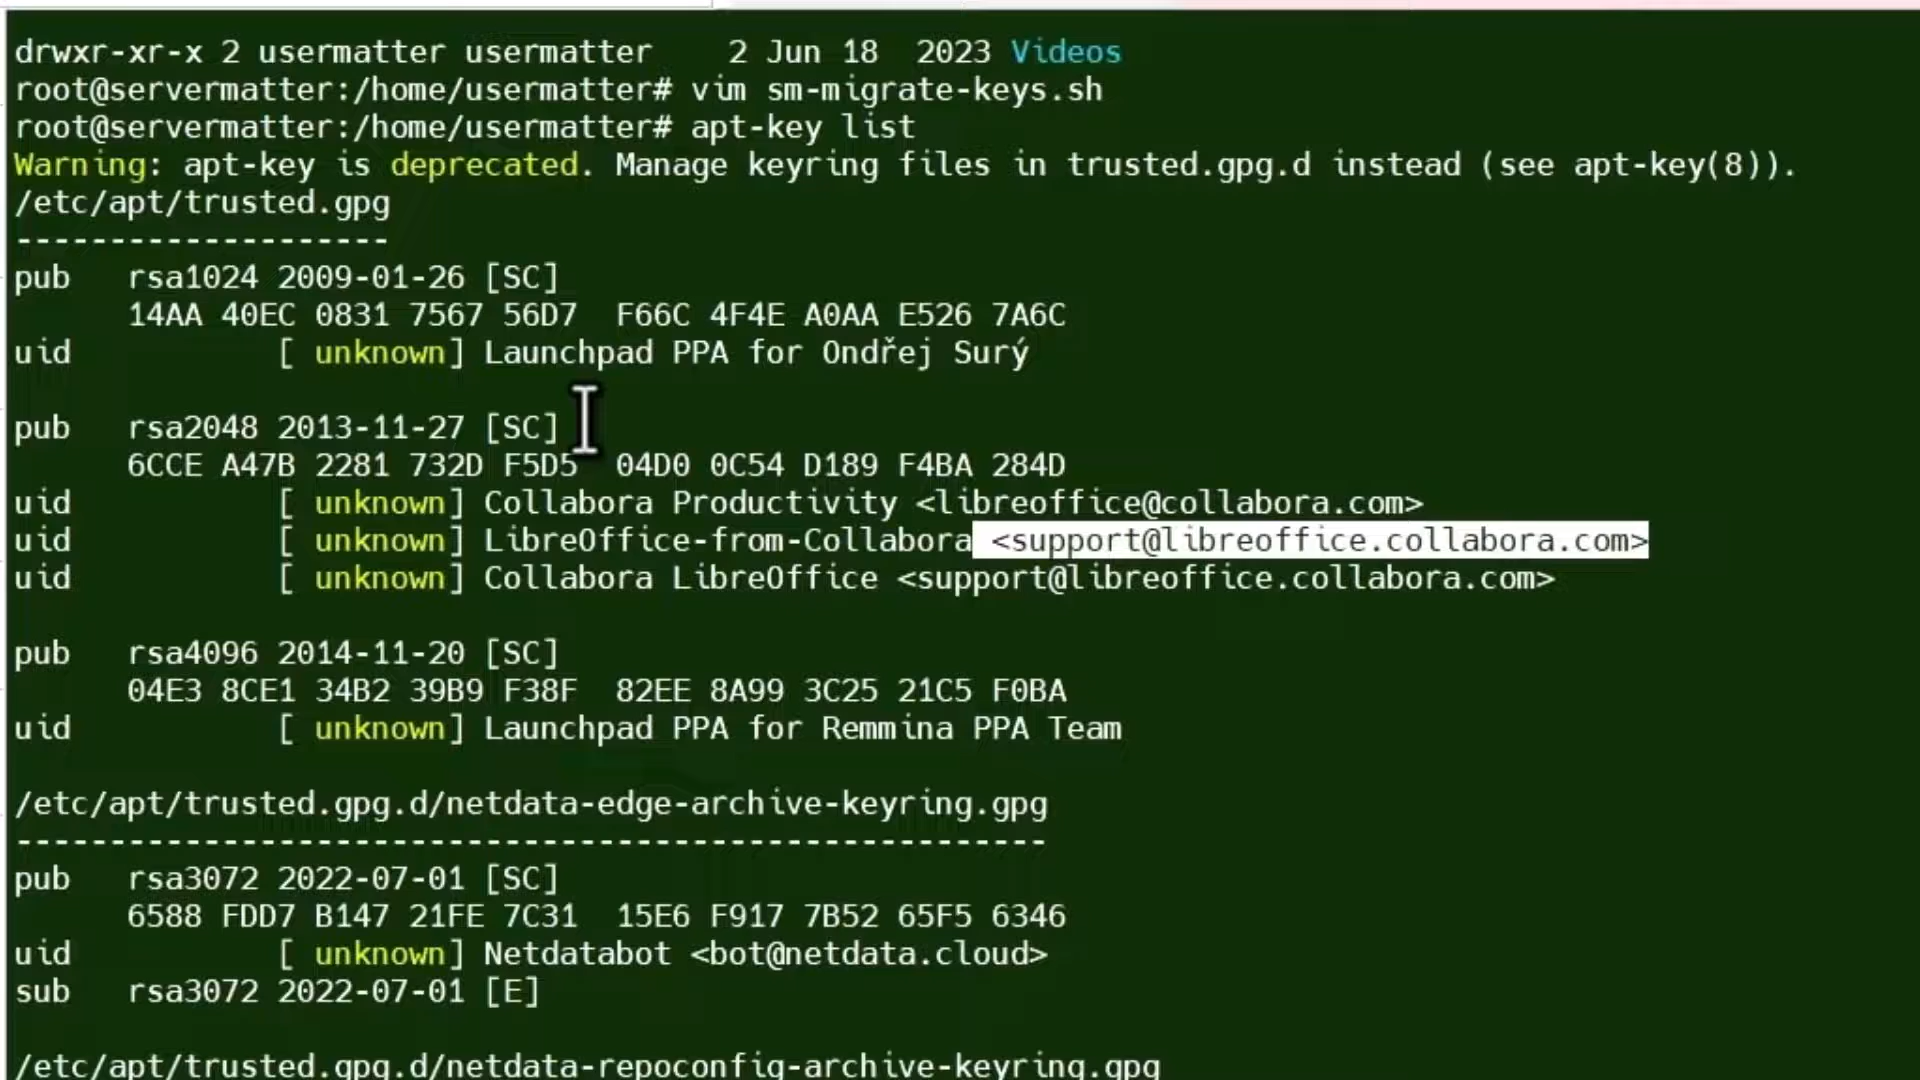 drwxr-xr-x 2 usermatter usermatter    2 Jun 18  2023 Videos
root@servermatter:/home/usermatter# vim sm-migrate-keys.sh
root@servermatter:/home/usermatter# apt-key list
Warning: apt-key is deprecated. Manage keyring files in trusted.gpg.d instead (see apt-key(8)).
/etc/apt/trusted.gpg
--------------------
pub   rsa1024 2009-01-26 [SC]
      14AA 40EC 0831 7567 56D7  F66C 4F4E A0AA E526 7A6C
uid           [ unknown] Launchpad PPA for Ondřej Surý

pub   rsa2048 2013-11-27 [SC]
      6CCE A47B 2281 732D F5D5  04D0 0C54 D189 F4BA 284D
uid           [ unknown] Collabora Productivity <libreoffice@collabora.com>
uid           [ unknown] LibreOffice-from-Collabora <support@libreoffice.collabora.com>
uid           [ unknown] Collabora LibreOffice <support@libreoffice.collabora.com>

pub   rsa4096 2014-11-20 [SC]
      04E3 8CE1 34B2 39B9 F38F  82EE 8A99 3C25 21C5 F0BA
uid           [ unknown] Launchpad PPA for Remmina PPA Team

/etc/apt/trusted.gpg.d/netdata-edge-archive-keyring.gpg
-------------------------------------------------------
pub   rsa3072 2022-07-01 [SC]
      6588 FDD7 B147 21FE 7C31  15E6 F917 7B52 65F5 6346
uid           [ unknown] Netdatabot <bot@netdata.cloud>
sub   rsa3072 2022-07-01 [E]

/etc/apt/trusted.gpg.d/netdata-repoconfig-archive-keyring.gpg